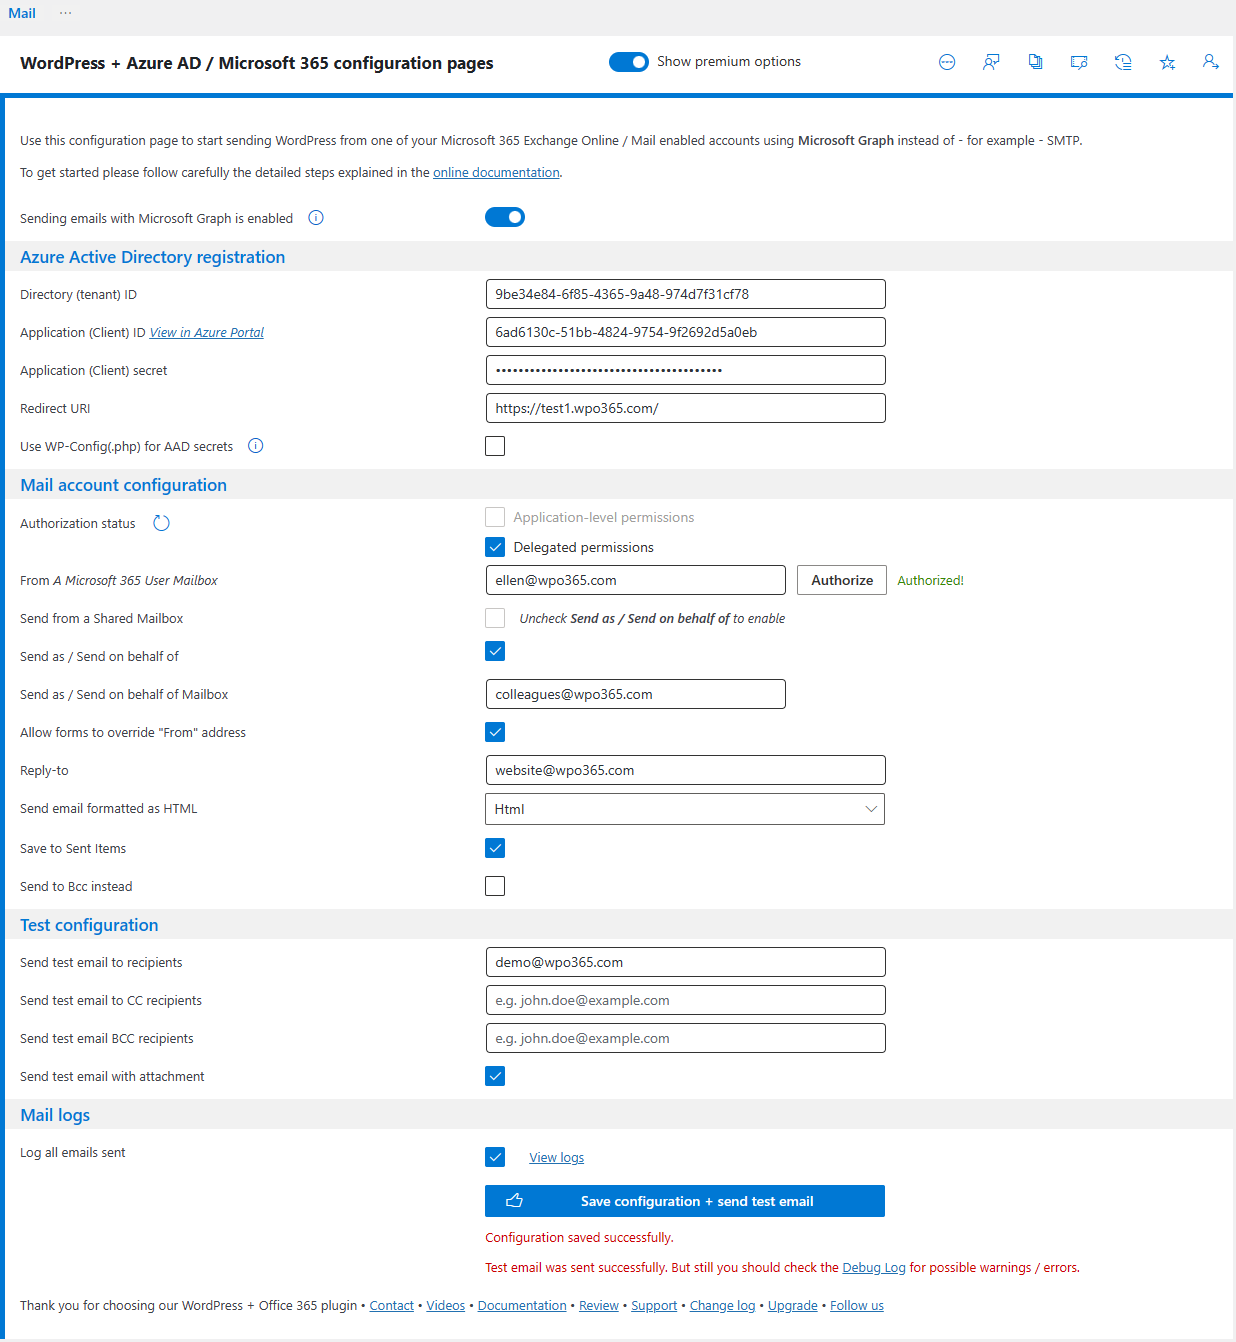 Mail ...
WordPress + Azure AD / Microsoft 365 configuration pages
Show premium options
Use this configuration page to start sending WordPress from one of your Microsoft 365 Exchange Online / Mail enabled accounts using Microsoft Graph instead of - for example - SMTP.
To get started please follow carefully the detailed steps explained in the online documentation.
Sending emails with Microsoft Graph is enabled
Azure Active Directory registration
Directory (tenant) ID
9be34e84-6f85-4365-9a48-974d7f31cf78
Application (Client) ID View in Azure Portal
6ad6130c-51bb-4824-9754-9f2692d5a0eb
Application (Client) secret
••••••••••••••••••••••••••••••••••••••••
Redirect URI
https://test1.wpo365.com/
Use WP-Config(.php) for AAD secrets
Mail account configuration
Authorization status
Application-level permissions
Delegated permissions
From A Microsoft 365 User Mailbox
ellen@wpo365.com
Authorize
Authorized!
Send from a Shared Mailbox
Uncheck Send as / Send on behalf of to enable
Send as / Send on behalf of
Send as / Send on behalf of Mailbox
colleagues@wpo365.com
Allow forms to override "From" address
Reply-to
website@wpo365.com
Send email formatted as HTML
Html
Save to Sent Items
Send to Bcc instead
Test configuration
Send test email to recipients
demo@wpo365.com
Send test email to CC recipients
e.g. john.doe@example.com
Send test email BCC recipients
e.g. john.doe@example.com
Send test email with attachment
Mail logs
Log all emails sent
View logs
Save configuration + send test email
Configuration saved successfully.
Test email was sent successfully. But still you should check the Debug Log for possible warnings / errors.
Thank you for choosing our WordPress + Office 365 plugin • Contact • Videos • Documentation • Review • Support • Change log • Upgrade • Follow us